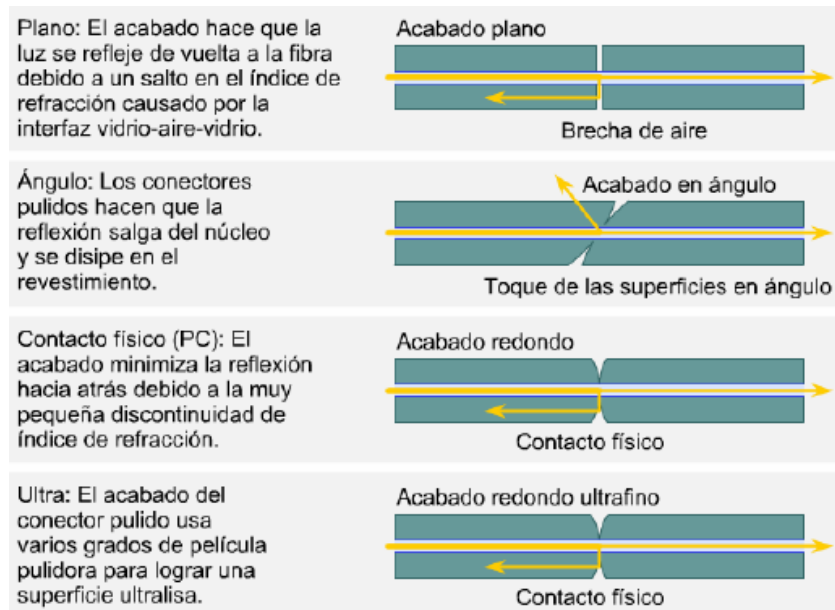 Plano: El acabado hace que la
luz se refleje de vuelta a la fibra
debido a un salto en el índice de
refracción causado por la
interfaz vidrio-aire-vidrio.
Acabado plano
Brecha de aire
Ángulo: Los conectores
pulidos hacen que la
reflexión salga del núcleo
y se disipe en el
revestimiento.
Acabado en ángulo
Toque de las superficies en ángulo
Contacto físico (PC): El
acabado minimiza la reflexión
hacia atrás debido a la muy
pequeña discontinuidad de
índice de refracción.
Acabado redondo
Contacto físico
Ultra: El acabado del
conector pulido usa
varios grados de película
pulidora para lograr una
superficie ultralisa.
Acabado redondo ultrafino
Contacto físico